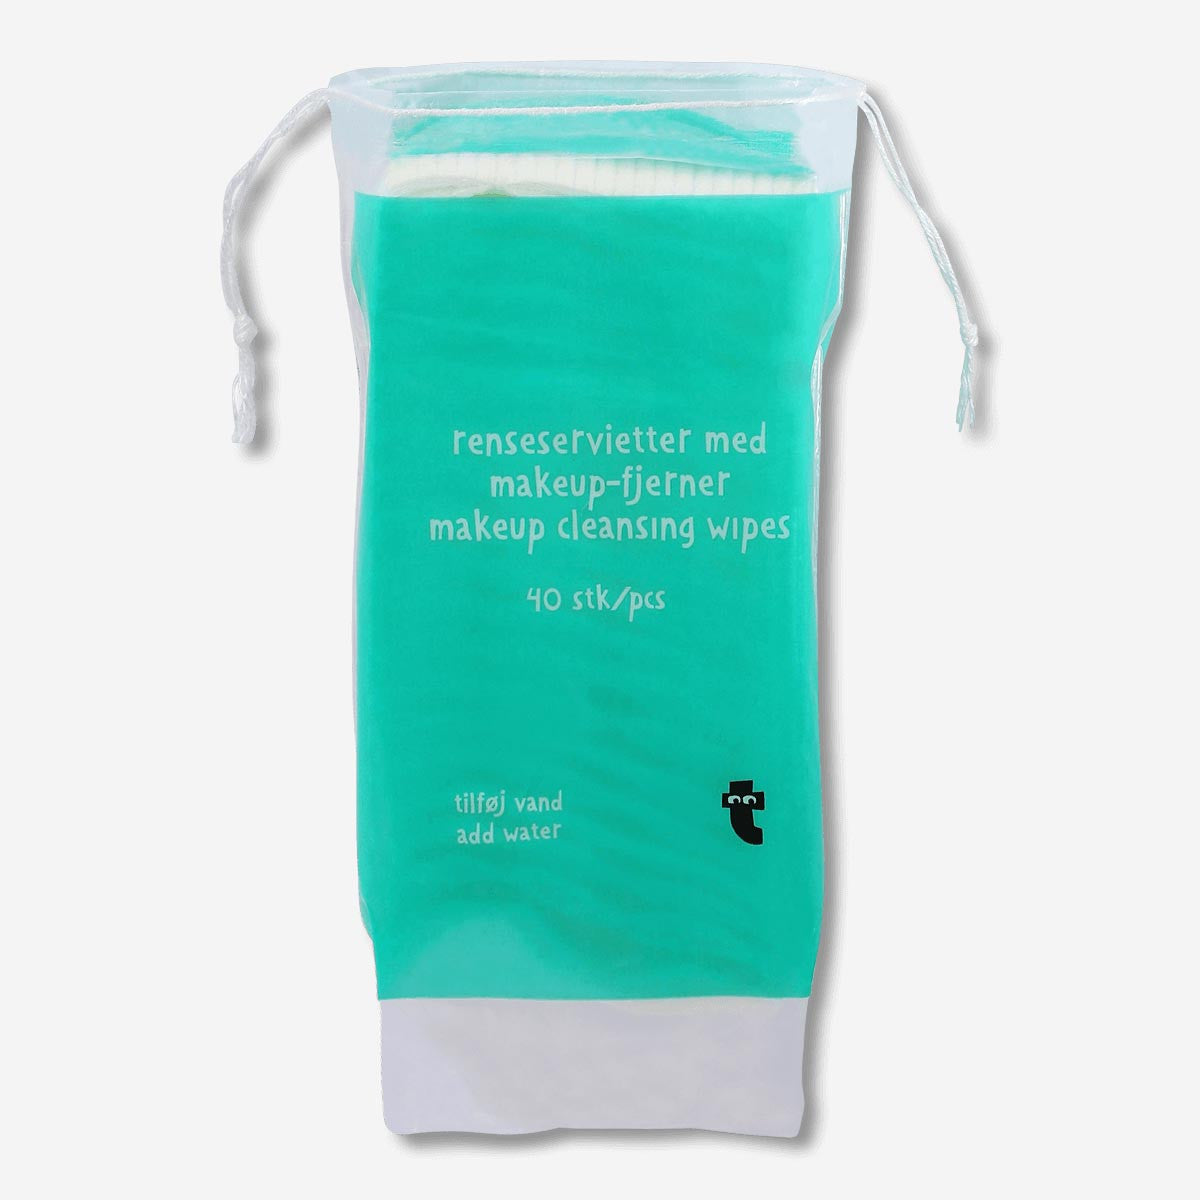 renseservietter med
makeup-fjerner
makeup cleansing wipes
40 stk/pcs
tilføj vand
add water
t